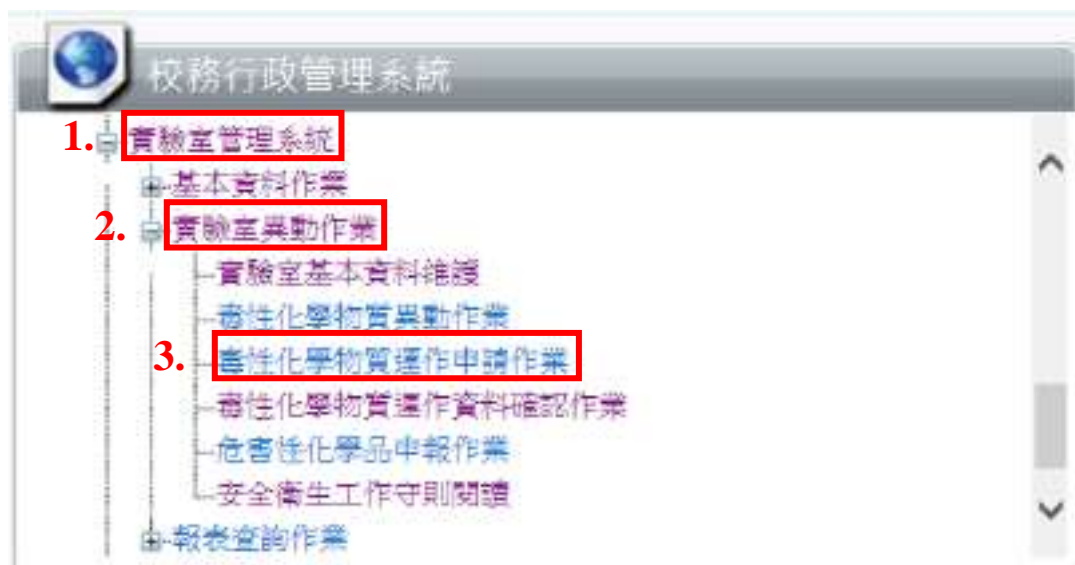 校務行政管理系統
1. 實驗室管理系統
基本資料作業
2. 實驗室異動作業
實驗室基本資料維護
毒性化學物質異動作業
3. 毒性化學物質運作申請作業
毒性化學物質運作資料確認作業
危害性化學品申報作業
安全衛生工作守則閱讀
報表查詢作業